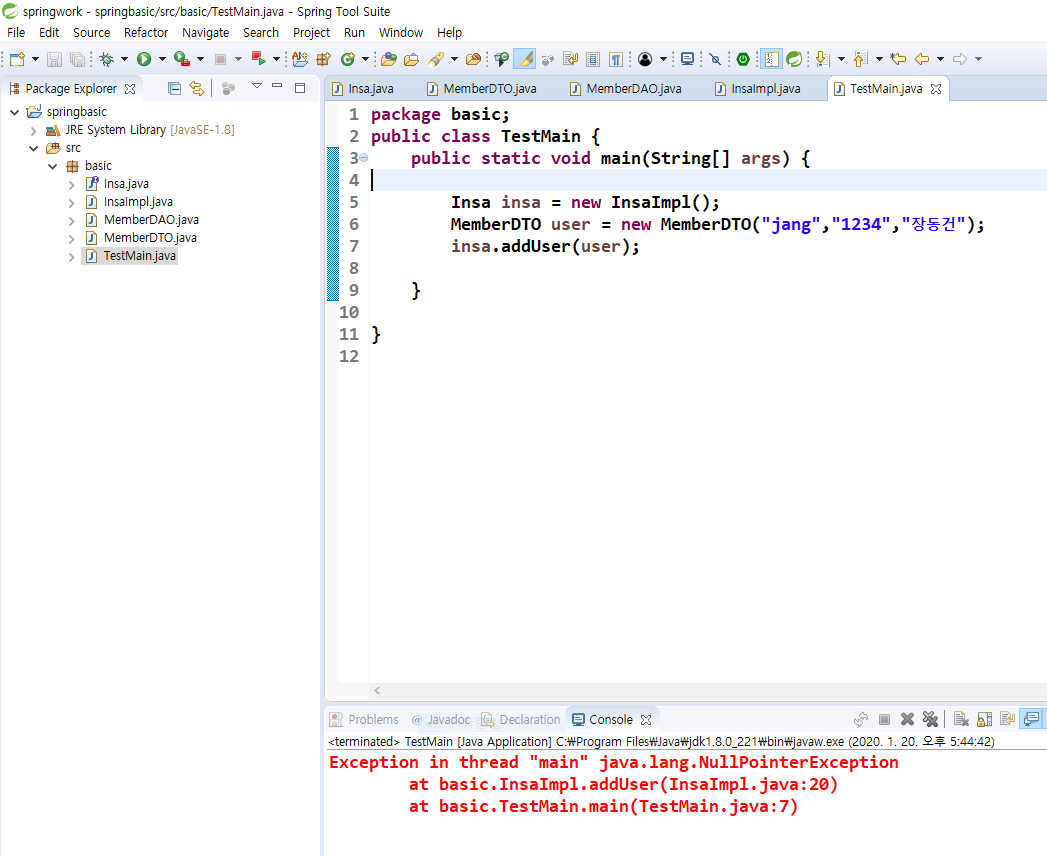 springwork - springbasic/src/basic/TestMain.java - Spring Tool Suite
File Edit Source Refactor Navigate Search Project Run Window Help
Package Explorer
springbasic
JRE System Library [JavaSE-1.8]
src
basic
Insa.java
InsaImpl.java
MemberDAO.java
MemberDTO.java
TestMain.java
Insa.java MemberDTO.java MemberDAO.java InsaImpl.java TestMain.java
1 package basic;
2 public class TestMain {
3 public static void main(String[] args) {
4
5 Insa insa = new InsaImpl();
6 MemberDTO user = new MemberDTO("jang","1234","장동건");
7 insa.addUser(user);
8
9 }
10
11 }
12
Problems @ Javadoc Declaration Console
<terminated> TestMain [Java Application] C:₩Program Files₩Java₩jdk1.8.0_221₩bin₩javaw.exe (2020. 1. 20. 오후 5:44:42)
Exception in thread "main" java.lang.NullPointerException
at basic.InsaImpl.addUser(InsaImpl.java:20)
at basic.TestMain.main(TestMain.java:7)